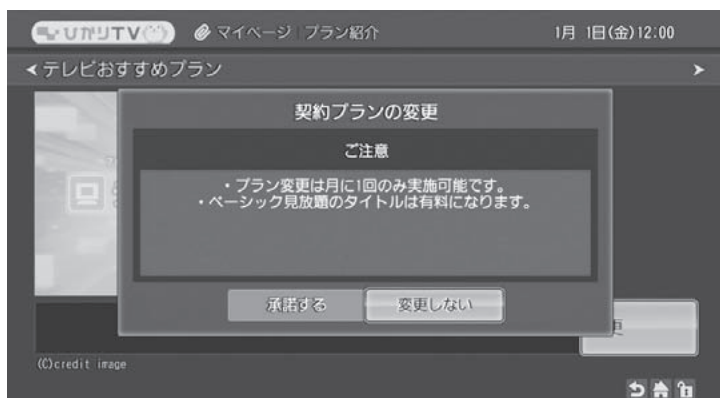 ひかりTV
マイページ｜プラン紹介
1月 1日(金)12:00
テレビおすすめプラン
契約プランの変更
ご注意
・プラン変更は月に1回のみ実施可能です。
・ベーシック見放題のタイトルは有料になります。
承諾する
変更しない
更
(C)credit image